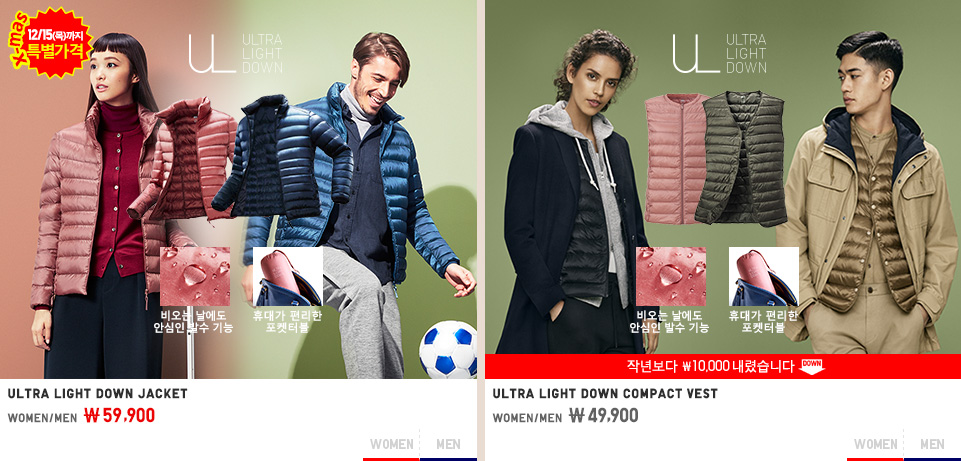 x-mas
12/15(목)까지
특별가격
UL
ULTRA
LIGHT
DOWN
비오는 날에도
안심인 발수 기능
휴대가 편리한
포켓터블
ULTRA LIGHT DOWN JACKET
WOMEN/MEN ₩ 59,900
WOMEN MEN
UL
ULTRA
LIGHT
DOWN
비오는 날에도
안심인 발수 기능
휴대가 편리한
포켓터블
작년보다 ₩10,000 내렸습니다 DOWN
ULTRA LIGHT DOWN COMPACT VEST
WOMEN/MEN ₩ 49,900
WOMEN MEN